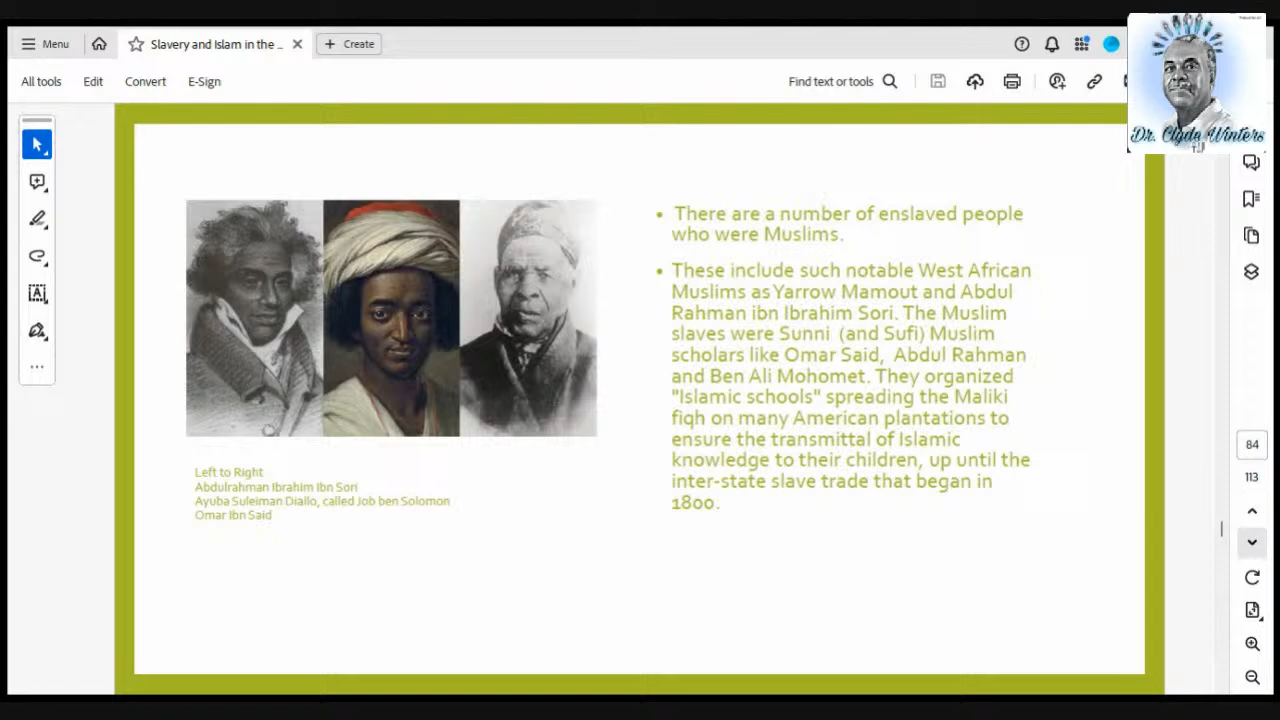 Menu
Slavery and Islam in the ...
Create
All tools
Edit
Convert
E-Sign
Find text or tools
Dr. Clyde Winters
Left to Right
Abdulrahman Ibrahim Ibn Sori
Ayuba Suleiman Diallo, called Job ben Solomon
Omar Ibn Said
• There are a number of enslaved people
who were Muslims.
• These include such notable West African
Muslims as Yarrow Mamout and Abdul
Rahman ibn Ibrahim Sori. The Muslim
slaves were Sunni (and Sufi) Muslim
scholars like Omar Said, Abdul Rahman
and Ben Ali Mohomet. They organized
"Islamic schools" spreading the Maliki
fiqh on many American plantations to
ensure the transmittal of Islamic
knowledge to their children, up until the
inter-state slave trade that began in
1800.
84
113